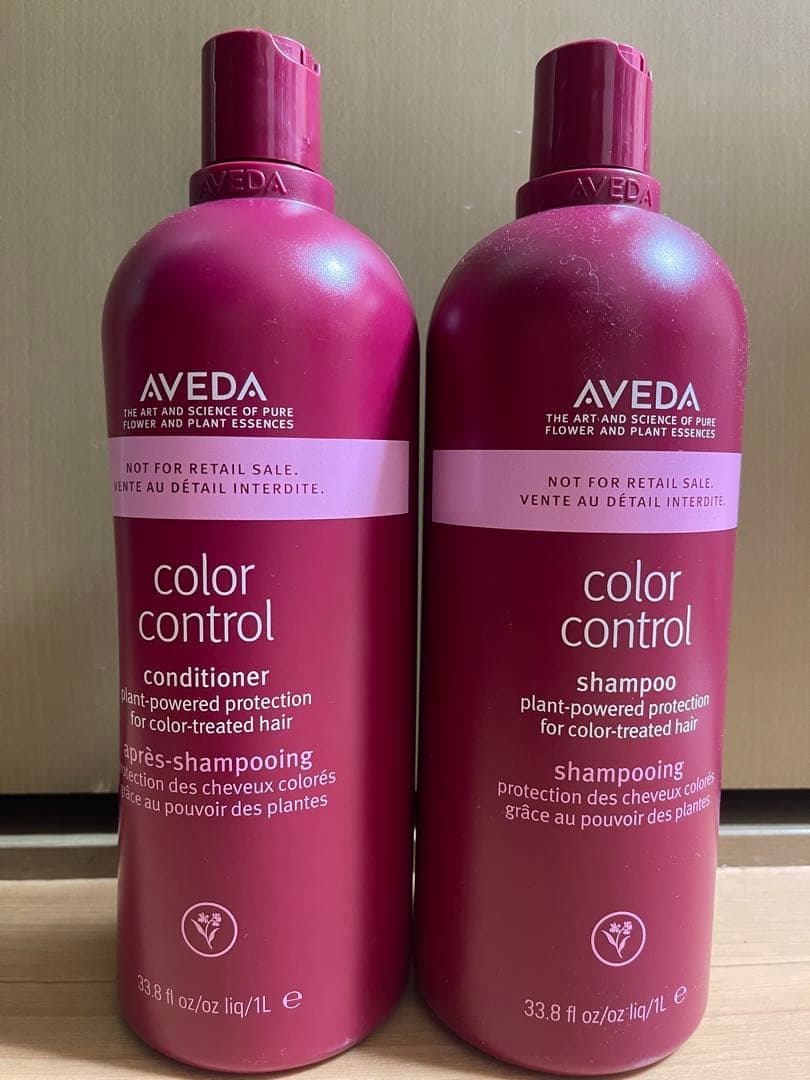 AVEDA
AVEDA
THE ART AND SCIENCE OF PURE
FLOWER AND PLANT ESSENCES
NOT FOR RETAIL SALE.
VENTE AU DÉTAIL INTERDITE.
color
control
conditioner
plant-powered protection
for color-treated hair
après-shampooing
protection des cheveux colorés
grâce au pouvoir des plantes
33.8 fl oz/oz liq/1L e
AVEDA
AVEDA
THE ART AND SCIENCE OF PURE
FLOWER AND PLANT ESSENCES
NOT FOR RETAIL SALE.
VENTE AU DÉTAIL INTERDITE.
color
control
shampoo
plant-powered protection
for color-treated hair
shampooing
protection des cheveux colorés
grâce au pouvoir des plantes
33.8 fl oz/oz liq/1L e